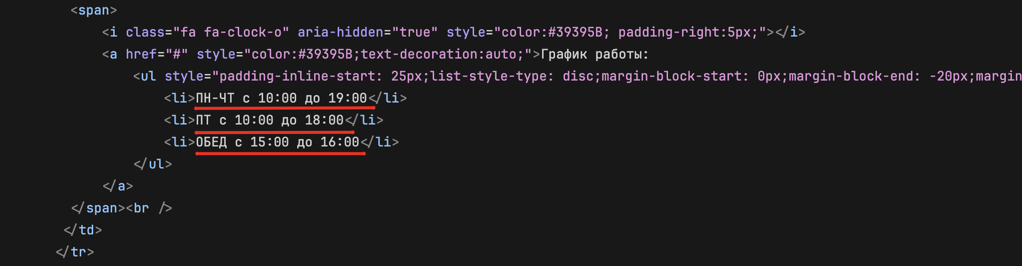 <span>
<i class="fa fa-clock-o" aria-hidden="true" style="color:#39395B; padding-right:5px;"></i>
<a href="#" style="color:#39395B;text-decoration:auto;">График работы:
<ul style="padding-inline-start: 25px;list-style-type: disc;margin-block-start: 0px;margin-block-end: -20px;margin
<li>ПН-ЧТ с 10:00 до 19:00</li>
<li>ПТ с 10:00 до 18:00</li>
<li>ОБЕД с 15:00 до 16:00</li>
</ul>
</a>
</span><br />
</td>
</tr>